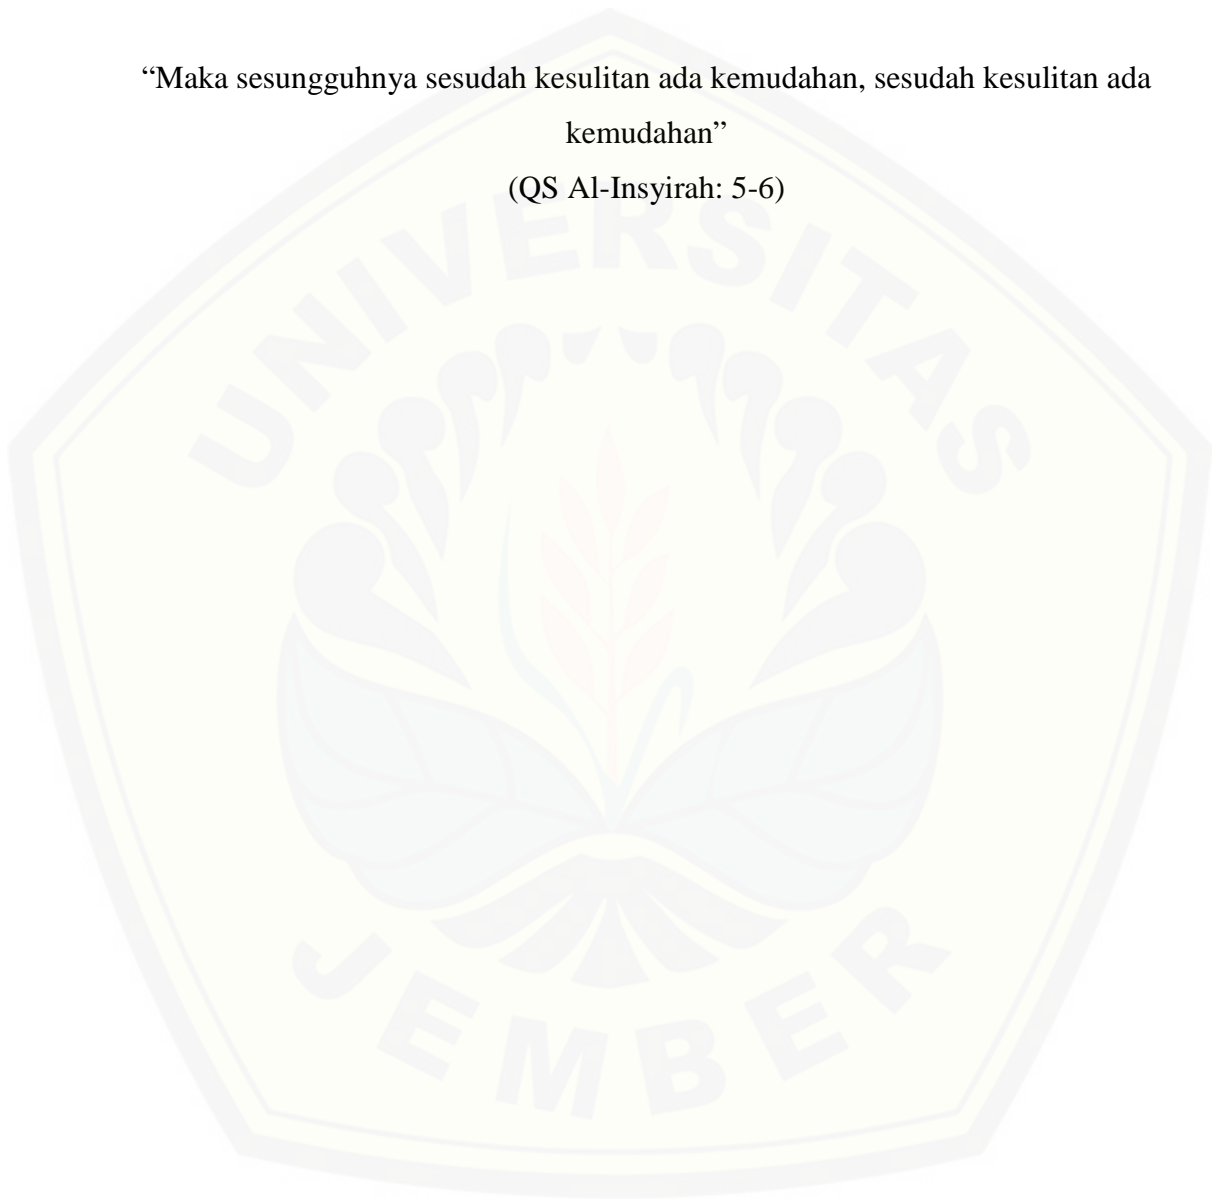 “Maka sesungguhnya sesudah kesulitan ada kemudahan, sesudah kesulitan ada
kemudahan”
(QS Al-Insyirah: 5-6)
UNIVERSITAS
JEMBER